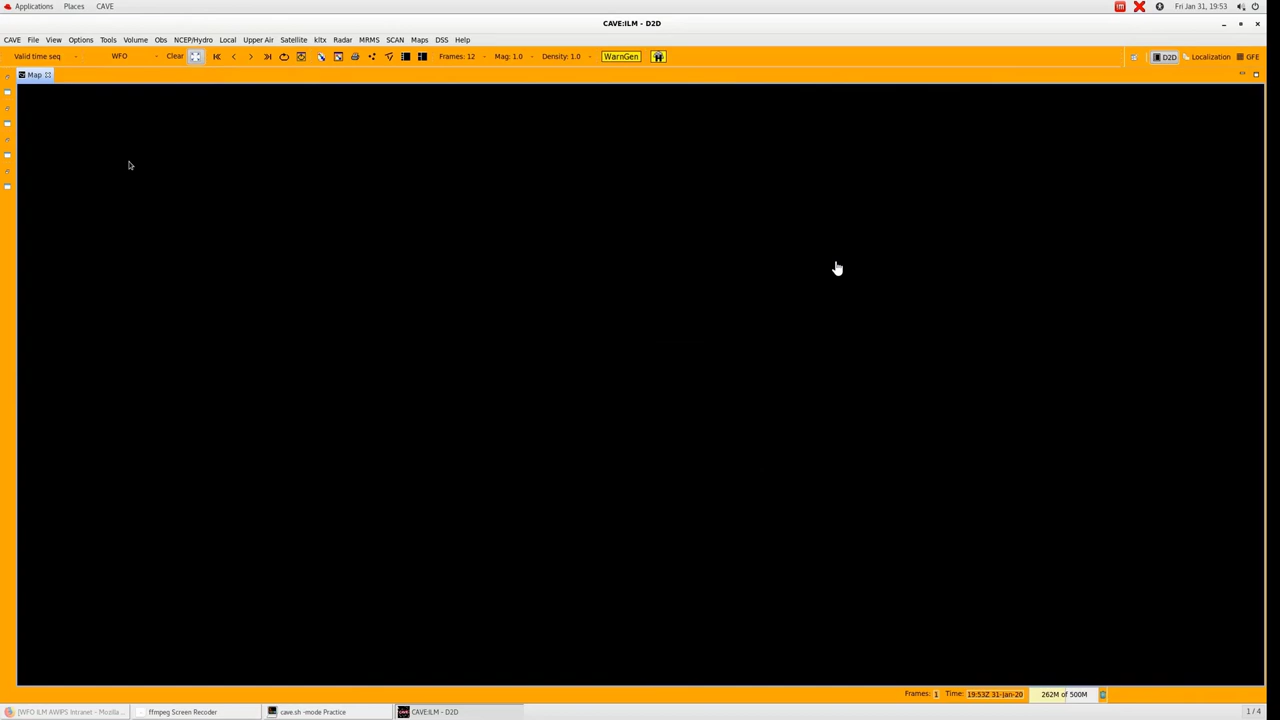 Applications Places CAVE Fri Jan 31, 19:53
CAVE:ILM - D2D
CAVE File View Options Tools Volume Obs NCEP/Hydro Local Upper Air Satellite kltx Radar MRMS SCAN Maps DSS Help
Valid time seq WFO Clear Frames: 12 Mag: 1.0 Density: 1.0 WarnGen D2D Localization GFE
Map
Frames: 1 Time: 19:53Z 31-Jan-20 262M of 500M
[WFO ILM AWIPS Intranet - Mozilla ... ffmpeg Screen Recoder cave.sh -mode Practice CAVE:ILM - D2D 1 / 4